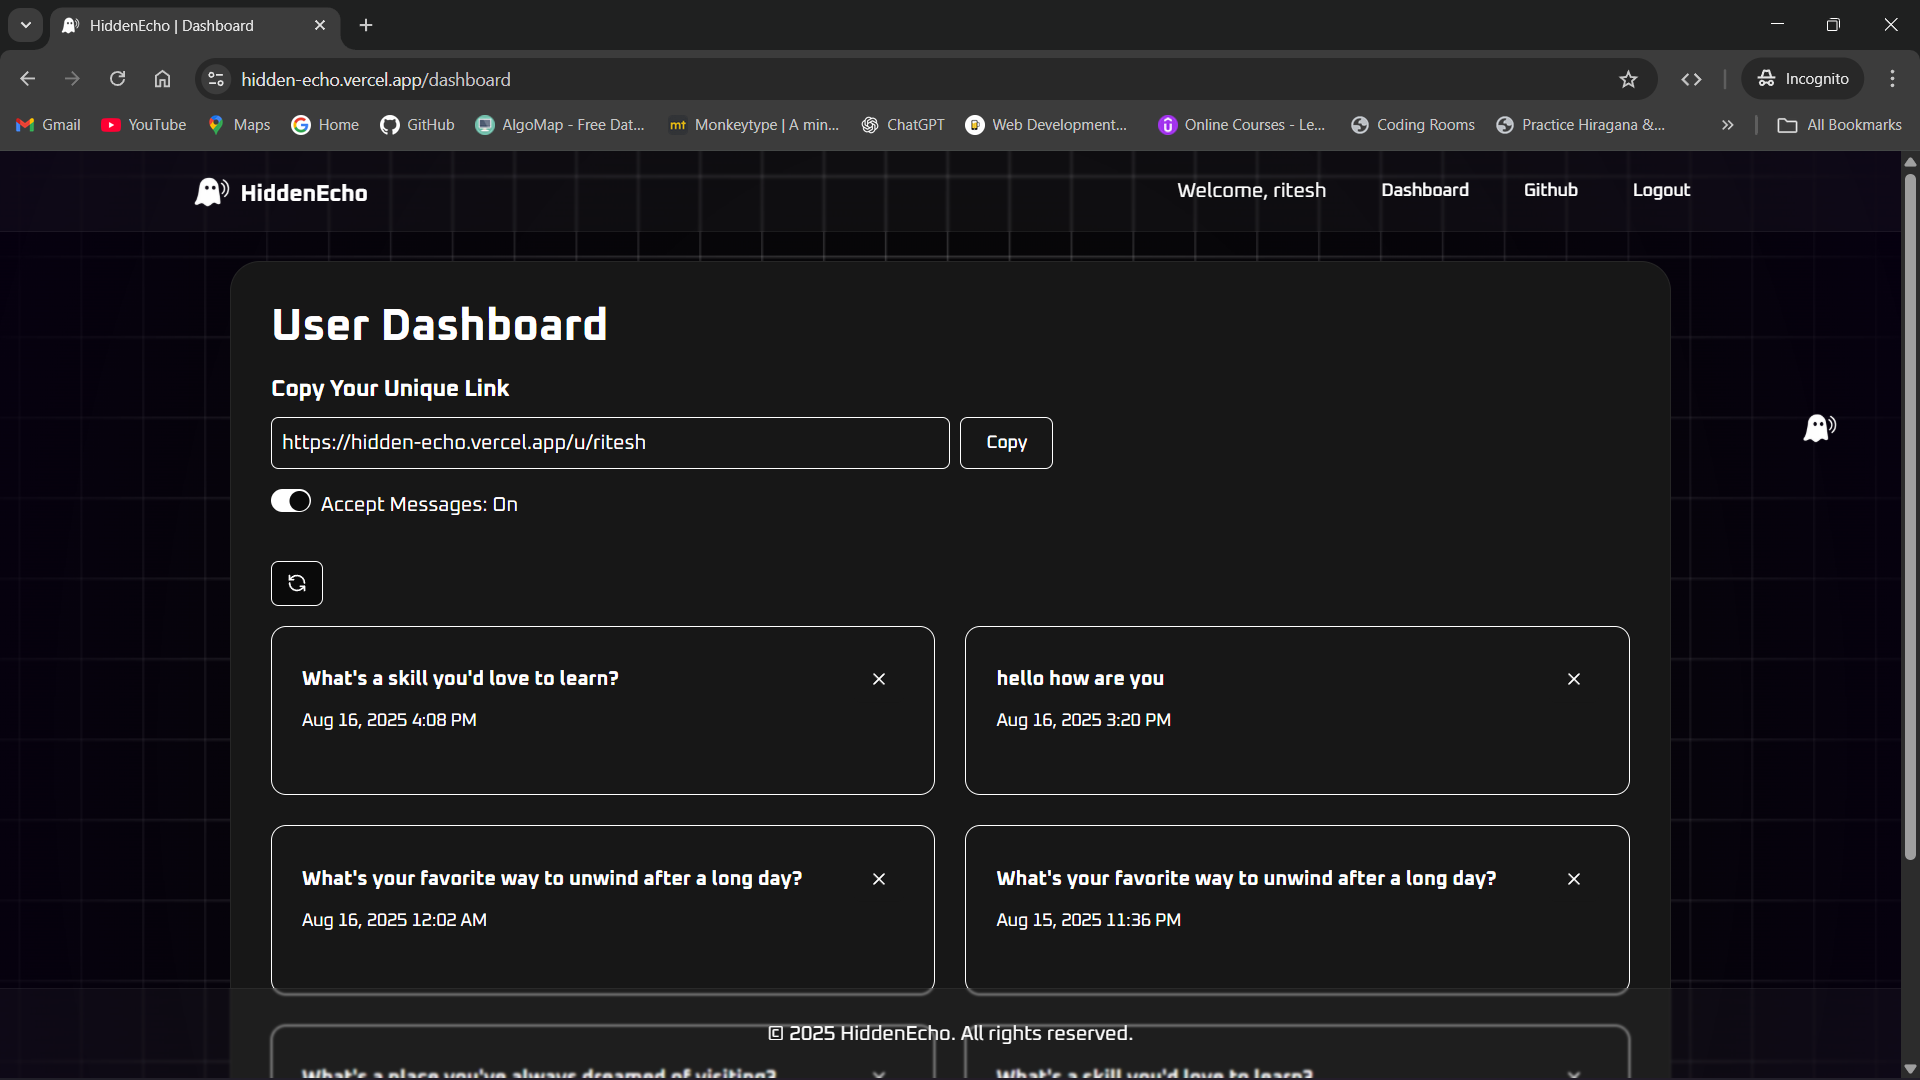 HiddenEcho | Dashboard
hidden-echo.vercel.app/dashboard
Incognito
Gmail YouTube Maps Home GitHub AlgoMap - Free Dat... mt Monkeytype | A min... ChatGPT Web Development... Online Courses - Le... Coding Rooms Practice Hiragana &... All Bookmarks
HiddenEcho Welcome, ritesh Dashboard Github Logout
User Dashboard
Copy Your Unique Link
https://hidden-echo.vercel.app/u/ritesh Copy
Accept Messages: On
What's a skill you'd love to learn?
Aug 16, 2025 4:08 PM
hello how are you
Aug 16, 2025 3:20 PM
What's your favorite way to unwind after a long day?
Aug 16, 2025 12:02 AM
What's your favorite way to unwind after a long day?
Aug 15, 2025 11:36 PM
© 2025 HiddenEcho. All rights reserved.
What's a place you've always dreamed of visiting?
What's a skill you'd love to learn?